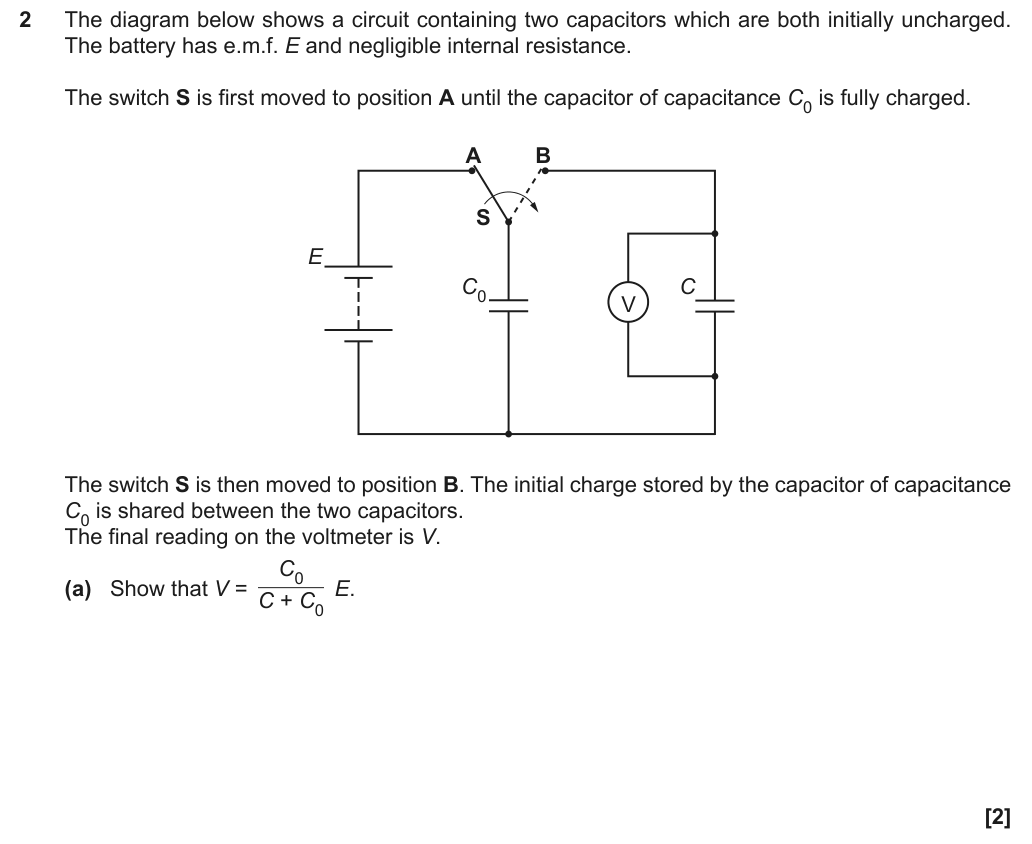 2 The diagram below shows a circuit containing two capacitors which are both initially uncharged.
The battery has e.m.f. E and negligible internal resistance.
The switch S is first moved to position A until the capacitor of capacitance C₀ is fully charged.
A B
S
E
C₀
V
C
The switch S is then moved to position B. The initial charge stored by the capacitor of capacitance
C₀ is shared between the two capacitors.
The final reading on the voltmeter is V.
(a) Show that V = C₀ / (C + C₀) E.
[2]